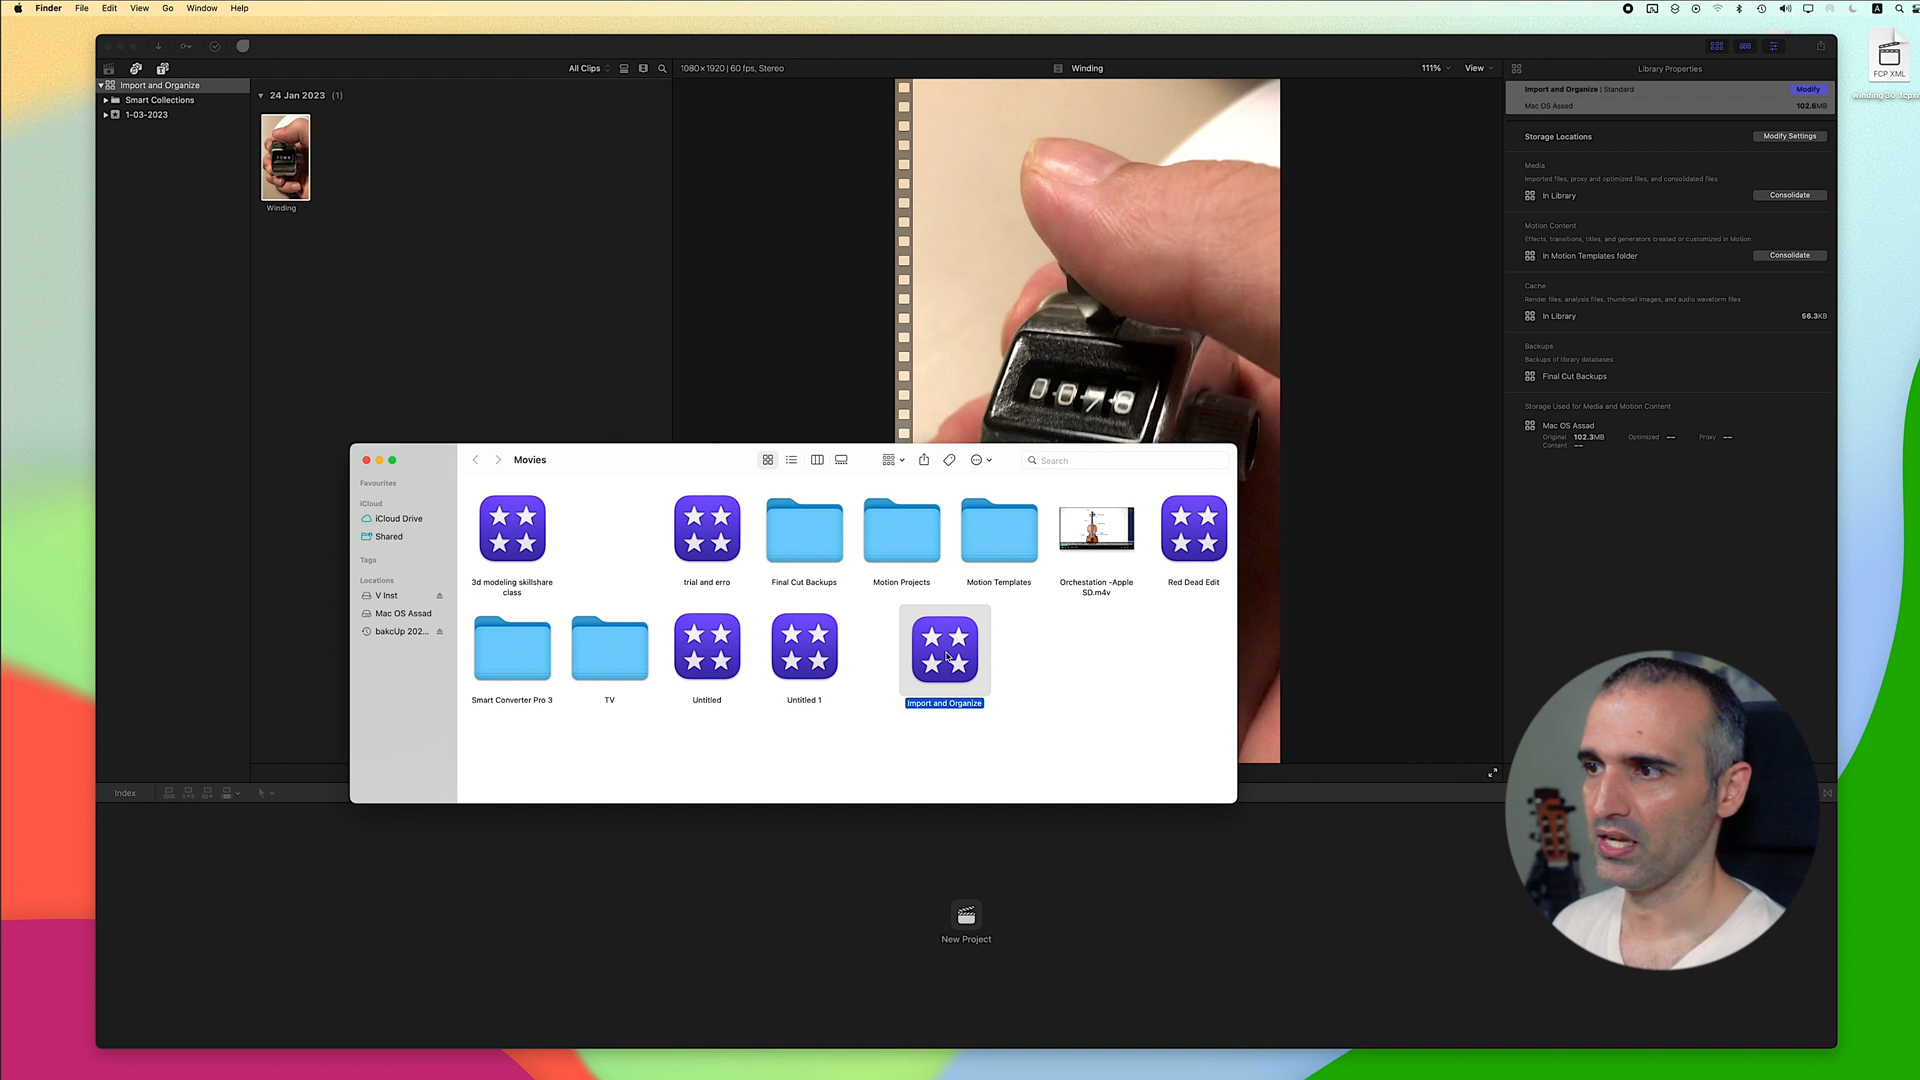 Finder File Edit View Go Window Help
A
FCP XML
All Clips
1080×1920 | 60 fps, Stereo
Winding
111%
View
Library Properties
Import and Organize
Smart Collections
1-03-2023
24 Jan 2023 (1)
Winding
Import and Organize | Standard
Modify
Mac OS Assad
102.6MB
Storage Locations
Modify Settings
Media
Imported files, proxy and optimized files, and consolidated files
In Library
Consolidate
Motion Content
Effects, transitions, titles, and generators created or customized in Motion
In Motion Templates folder
Consolidate
Cache
Render files, analysis files, thumbnail images, and audio waveform files
In Library
56.3KB
Backups
Backups of library databases
Final Cut Backups
Storage Used for Media and Motion Content
Mac OS Assad
Original 102.3MB Optimized -- Proxy --
Content --
0078
Movies
Search
Favourites
iCloud
iCloud Drive
Shared
Tags
Locations
V Inst
Mac OS Assad
bakcUp 202...
3d modeling skillshare
class
trial and erro
Final Cut Backups
Motion Projects
Motion Templates
Orchestation -Apple
SD.m4v
Red Dead Edit
Smart Converter Pro 3
TV
Untitled
Untitled 1
Import and Organize
Index
New Project